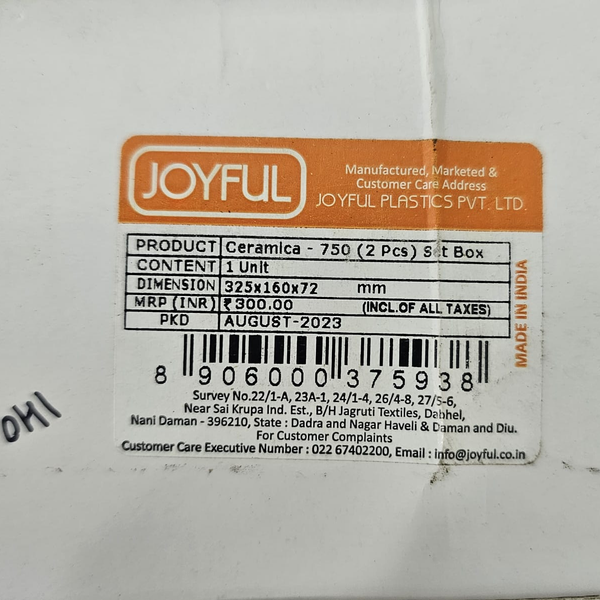 JOYFUL
Manufactured, Marketed &
Customer Care Address
JOYFUL PLASTICS PVT. LTD.
PRODUCT Ceramica - 750 (2 Pcs) Set Box
CONTENT 1 Unit
DIMENSION 325x160x72 mm
MRP (INR) ₹300.00 (INCL.OF ALL TAXES)
PKD AUGUST-2023
MADE IN INDIA
8 906000 375938
Survey No.22/1-A, 23A-1, 24/1-4, 26/4-8, 27/5-6,
Near Sai Krupa Ind. Est., B/H Jagruti Textiles, Dabhel,
Nani Daman - 396210, State : Dadra and Nagar Haveli & Daman and Diu.
For Customer Complaints
Customer Care Executive Number : 022 67402200, Email : info@joyful.co.in